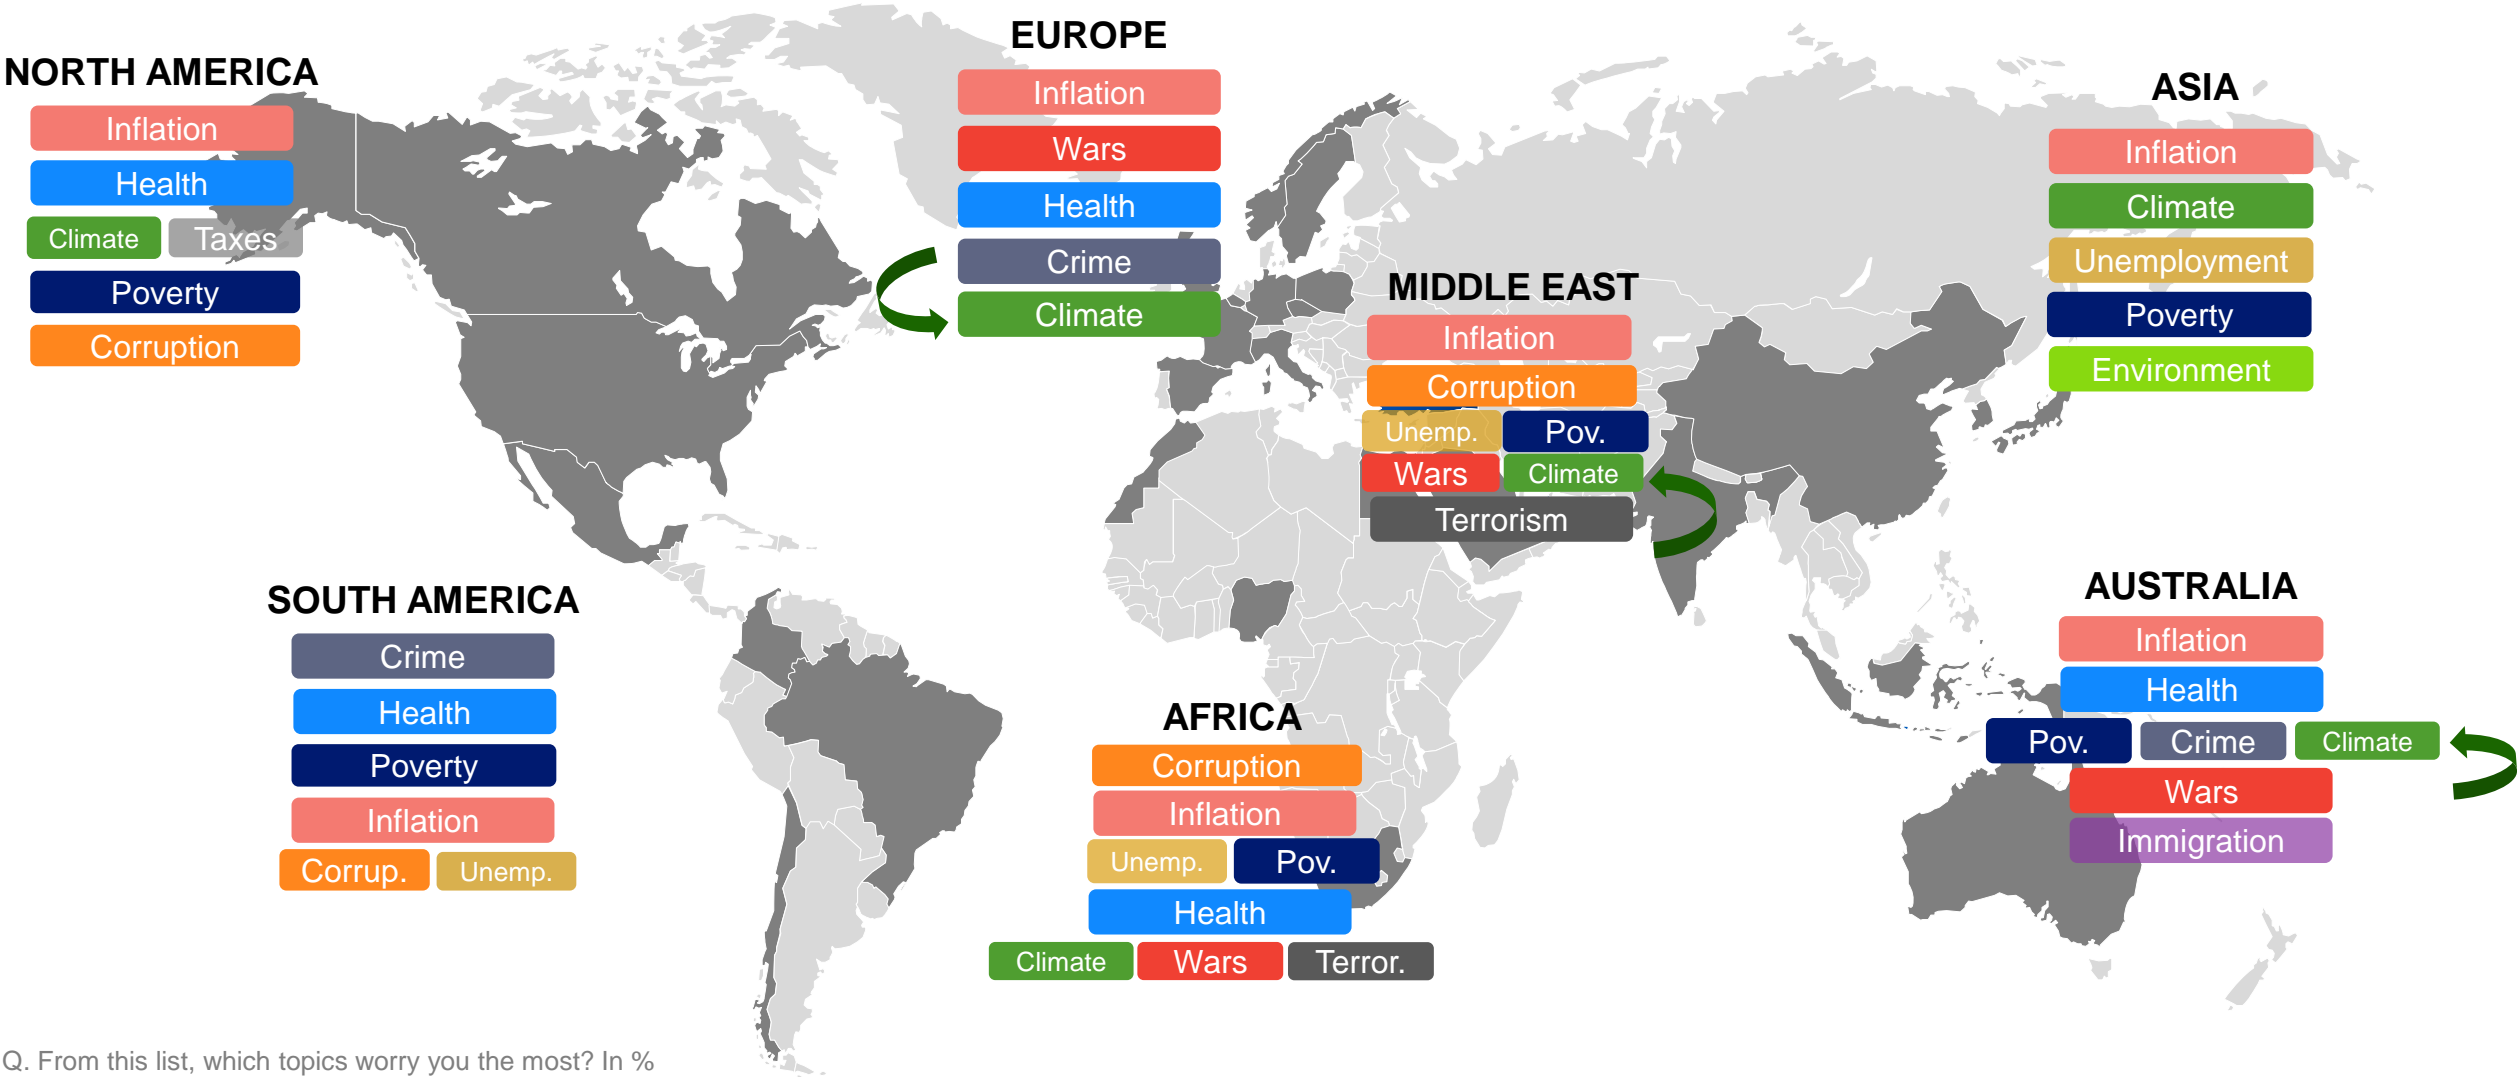 NORTH AMERICA
Inflation
Health
Climate Taxes
Poverty
Corruption
EUROPE
Inflation
Wars
Health
Crime
Climate
ASIA
Inflation
Climate
Unemployment
Poverty
Environment
MIDDLE EAST
Inflation
Corruption
Unemp. Pov.
Wars Climate
Terrorism
SOUTH AMERICA
Crime
Health
Poverty
Inflation
Corrup. Unemp.
AFRICA
Corruption
Inflation
Unemp. Pov.
Health
Climate Wars Terror.
AUSTRALIA
Inflation
Health
Pov. Crime Climate
Wars
Immigration
Q. From this list, which topics worry you the most? In %